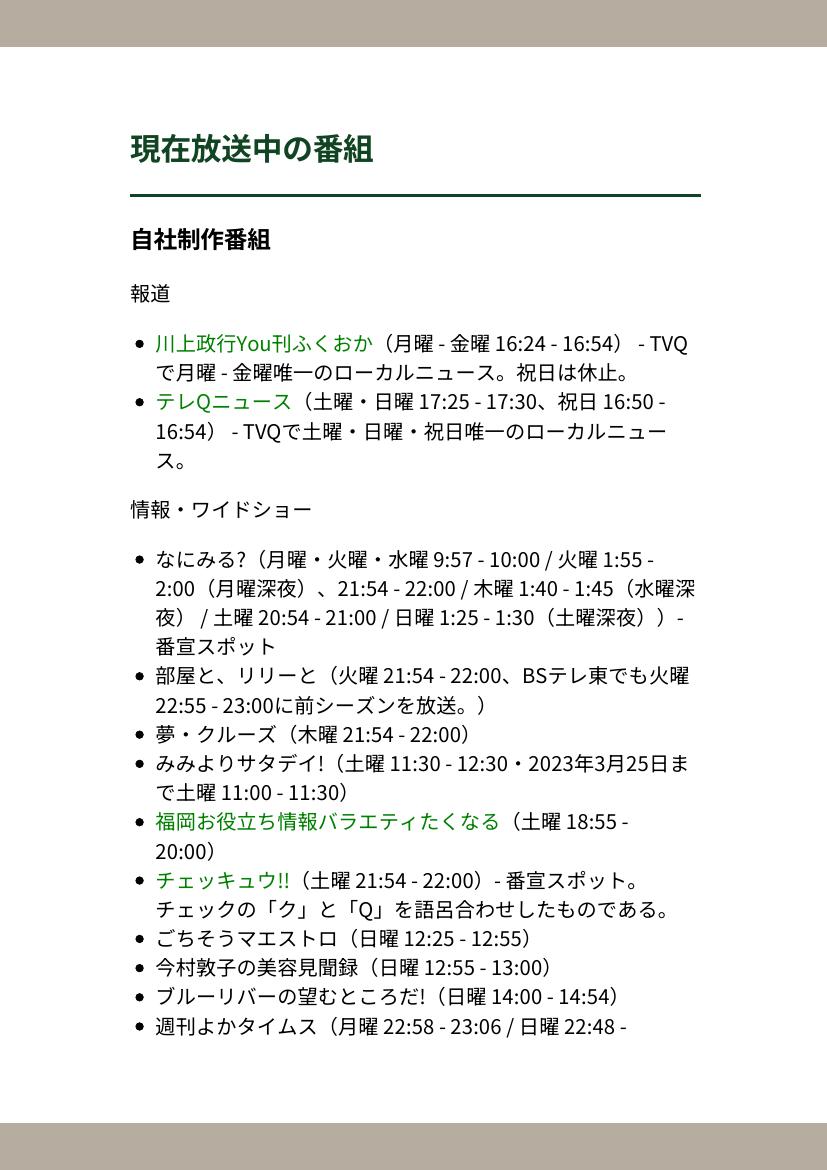 現在放送中の番組
自社制作番組
報道
• 川上政行You刊ふくおか（月曜 - 金曜 16:24 - 16:54） - TVQ
で月曜 - 金曜唯一のローカルニュース。祝日は休止。
• テレQニュース（土曜・日曜 17:25 - 17:30、祝日 16:50 -
16:54） - TVQで土曜・日曜・祝日唯一のローカルニュー
ス。
情報・ワイドショー
• なにみる?（月曜・火曜・水曜 9:57 - 10:00 / 火曜 1:55 -
2:00（月曜深夜）、21:54 - 22:00 / 木曜 1:40 - 1:45（水曜深
夜） / 土曜 20:54 - 21:00 / 日曜 1:25 - 1:30（土曜深夜））-
番宣スポット
• 部屋と、リリーと（火曜 21:54 - 22:00、BSテレ東でも火曜
22:55 - 23:00に前シーズンを放送。）
• 夢・クルーズ（木曜 21:54 - 22:00）
• みみよりサタデイ!（土曜 11:30 - 12:30・2023年3月25日ま
で土曜 11:00 - 11:30）
• 福岡お役立ち情報バラエティたくなる（土曜 18:55 -
20:00）
• チェッキュウ!!（土曜 21:54 - 22:00）- 番宣スポット。
チェックの「ク」と「Q」を語呂合わせしたものである。
• ごちそうマエストロ（日曜 12:25 - 12:55）
• 今村敦子の美容見聞録（日曜 12:55 - 13:00）
• ブルーリバーの望むところだ!（日曜 14:00 - 14:54）
• 週刊よかタイムス（月曜 22:58 - 23:06 / 日曜 22:48 -